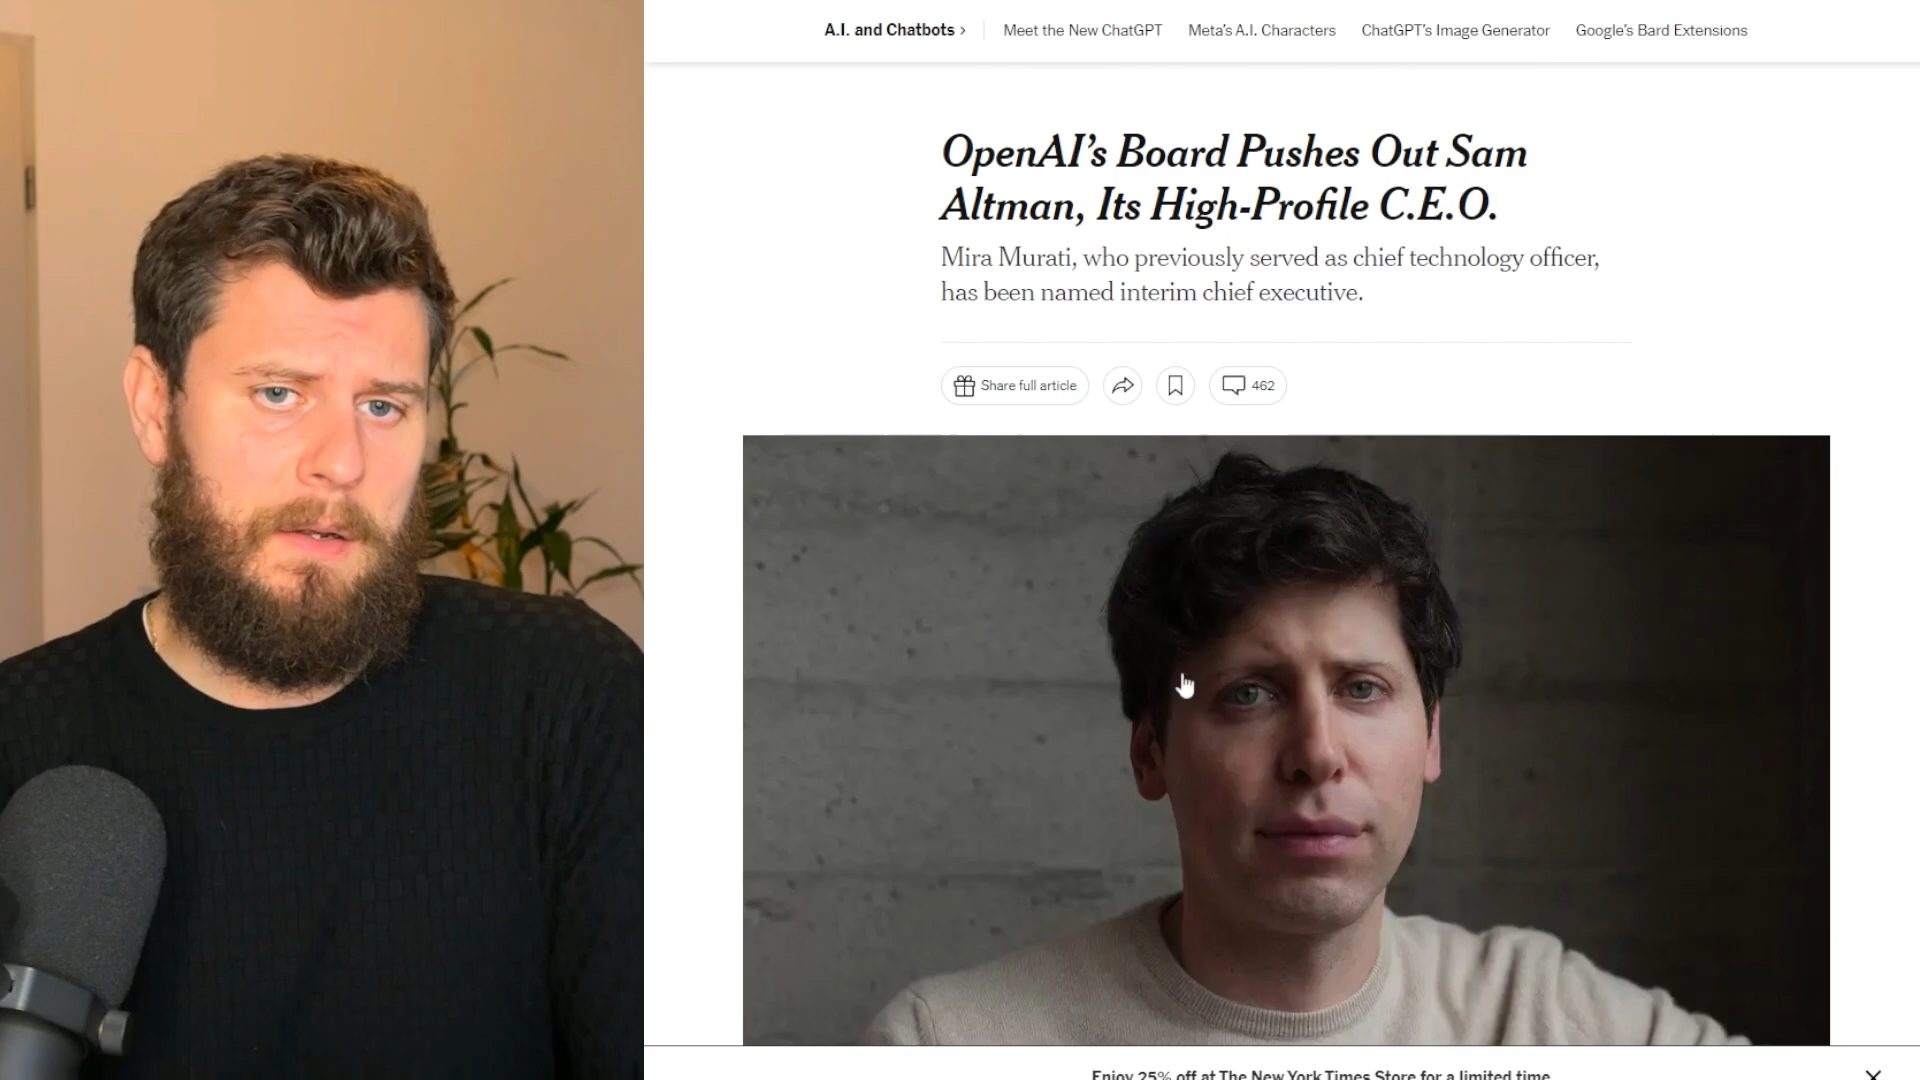 A.I. and Chatbots › Meet the New ChatGPT Meta's A.I. Characters ChatGPT's Image Generator Google's Bard Extensions
OpenAI's Board Pushes Out Sam
Altman, Its High-Profile C.E.O.
Mira Murati, who previously served as chief technology officer,
has been named interim chief executive.
Share full article 462
Enjoy 25% off at The New York Times Store for a limited time